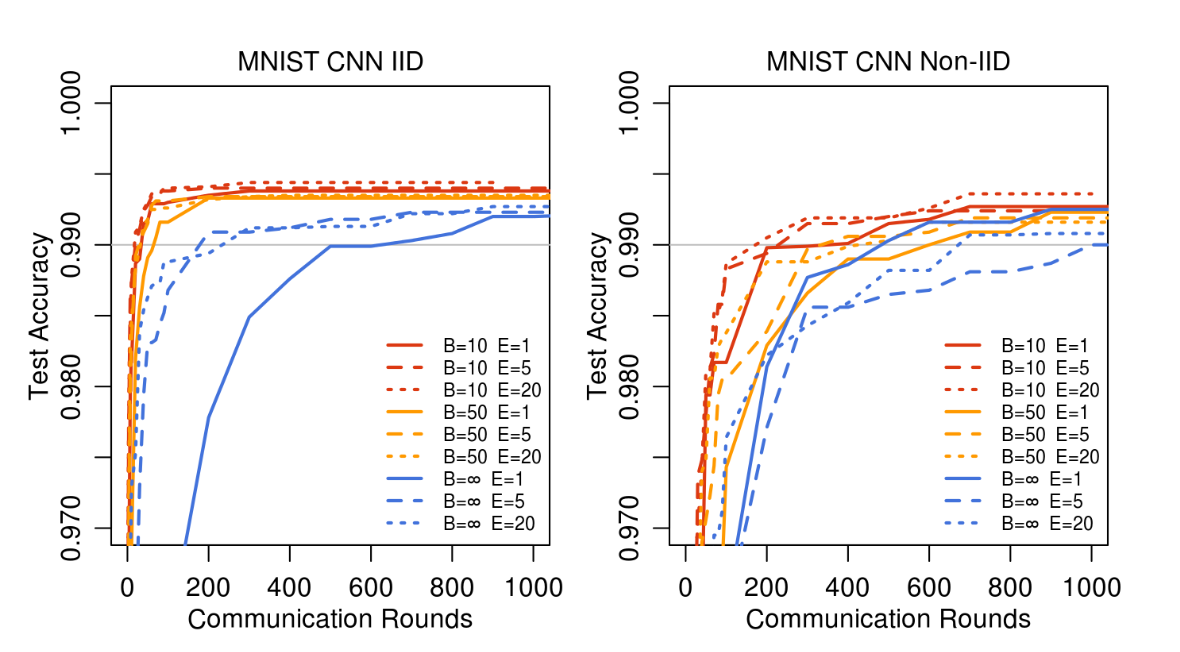 MNIST CNN IID
Test Accuracy
1.000
0.990
0.980
0.970
B=10 E=1
B=10 E=5
B=10 E=20
B=50 E=1
B=50 E=5
B=50 E=20
B=∞ E=1
B=∞ E=5
B=∞ E=20
0 200 400 600 800 1000
Communication Rounds
MNIST CNN Non-IID
Test Accuracy
1.000
0.990
0.980
0.970
B=10 E=1
B=10 E=5
B=10 E=20
B=50 E=1
B=50 E=5
B=50 E=20
B=∞ E=1
B=∞ E=5
B=∞ E=20
0 200 400 600 800 1000
Communication Rounds